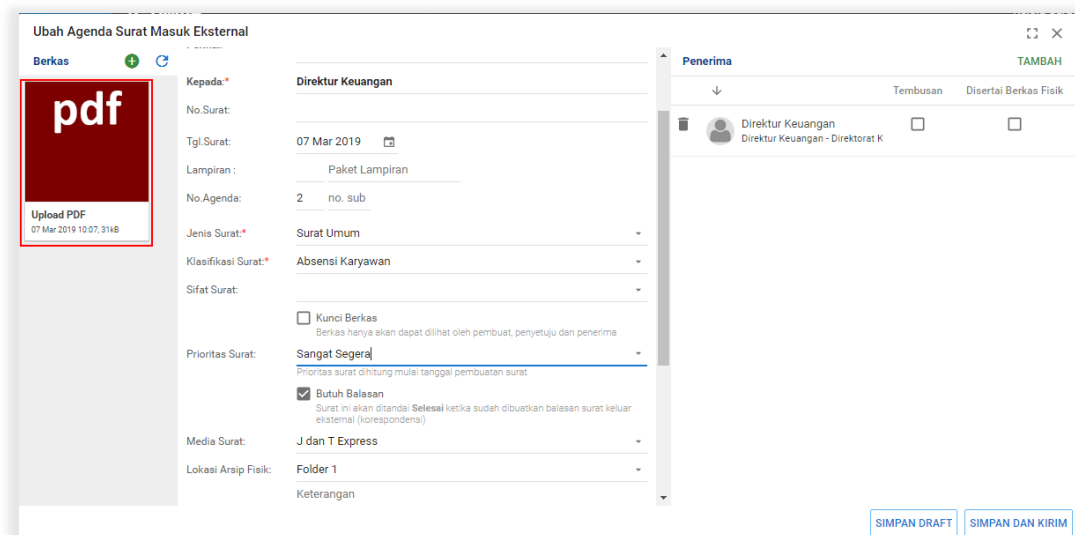 Ubah Agenda Surat Masuk Eksternal
Berkas
pdf
Upload PDF
07 Mar 2019 10:07, 31kB
Kepada:* Direktur Keuangan
No.Surat:
Tgl.Surat: 07 Mar 2019
Lampiran : Paket Lampiran
No.Agenda: 2 no. sub
Jenis Surat:* Surat Umum
Klasifikasi Surat:* Absensi Karyawan
Sifat Surat:
Kunci Berkas
Berkas hanya akan dapat dilihat oleh pembuat, penyetuju dan penerima
Prioritas Surat: Sangat Segera
Prioritas surat dihitung mulai tanggal pembuatan surat
Butuh Balasan
Surat ini akan ditandai Selesai ketika sudah dibuatkan balasan surat keluar
eksternal (korespondensi)
Media Surat: J dan T Express
Lokasi Arsip Fisik: Folder 1
Keterangan
Penerima TAMBAH
Tembusan Disertai Berkas Fisik
Direktur Keuangan
Direktur Keuangan - Direktorat K
SIMPAN DRAFT SIMPAN DAN KIRIM